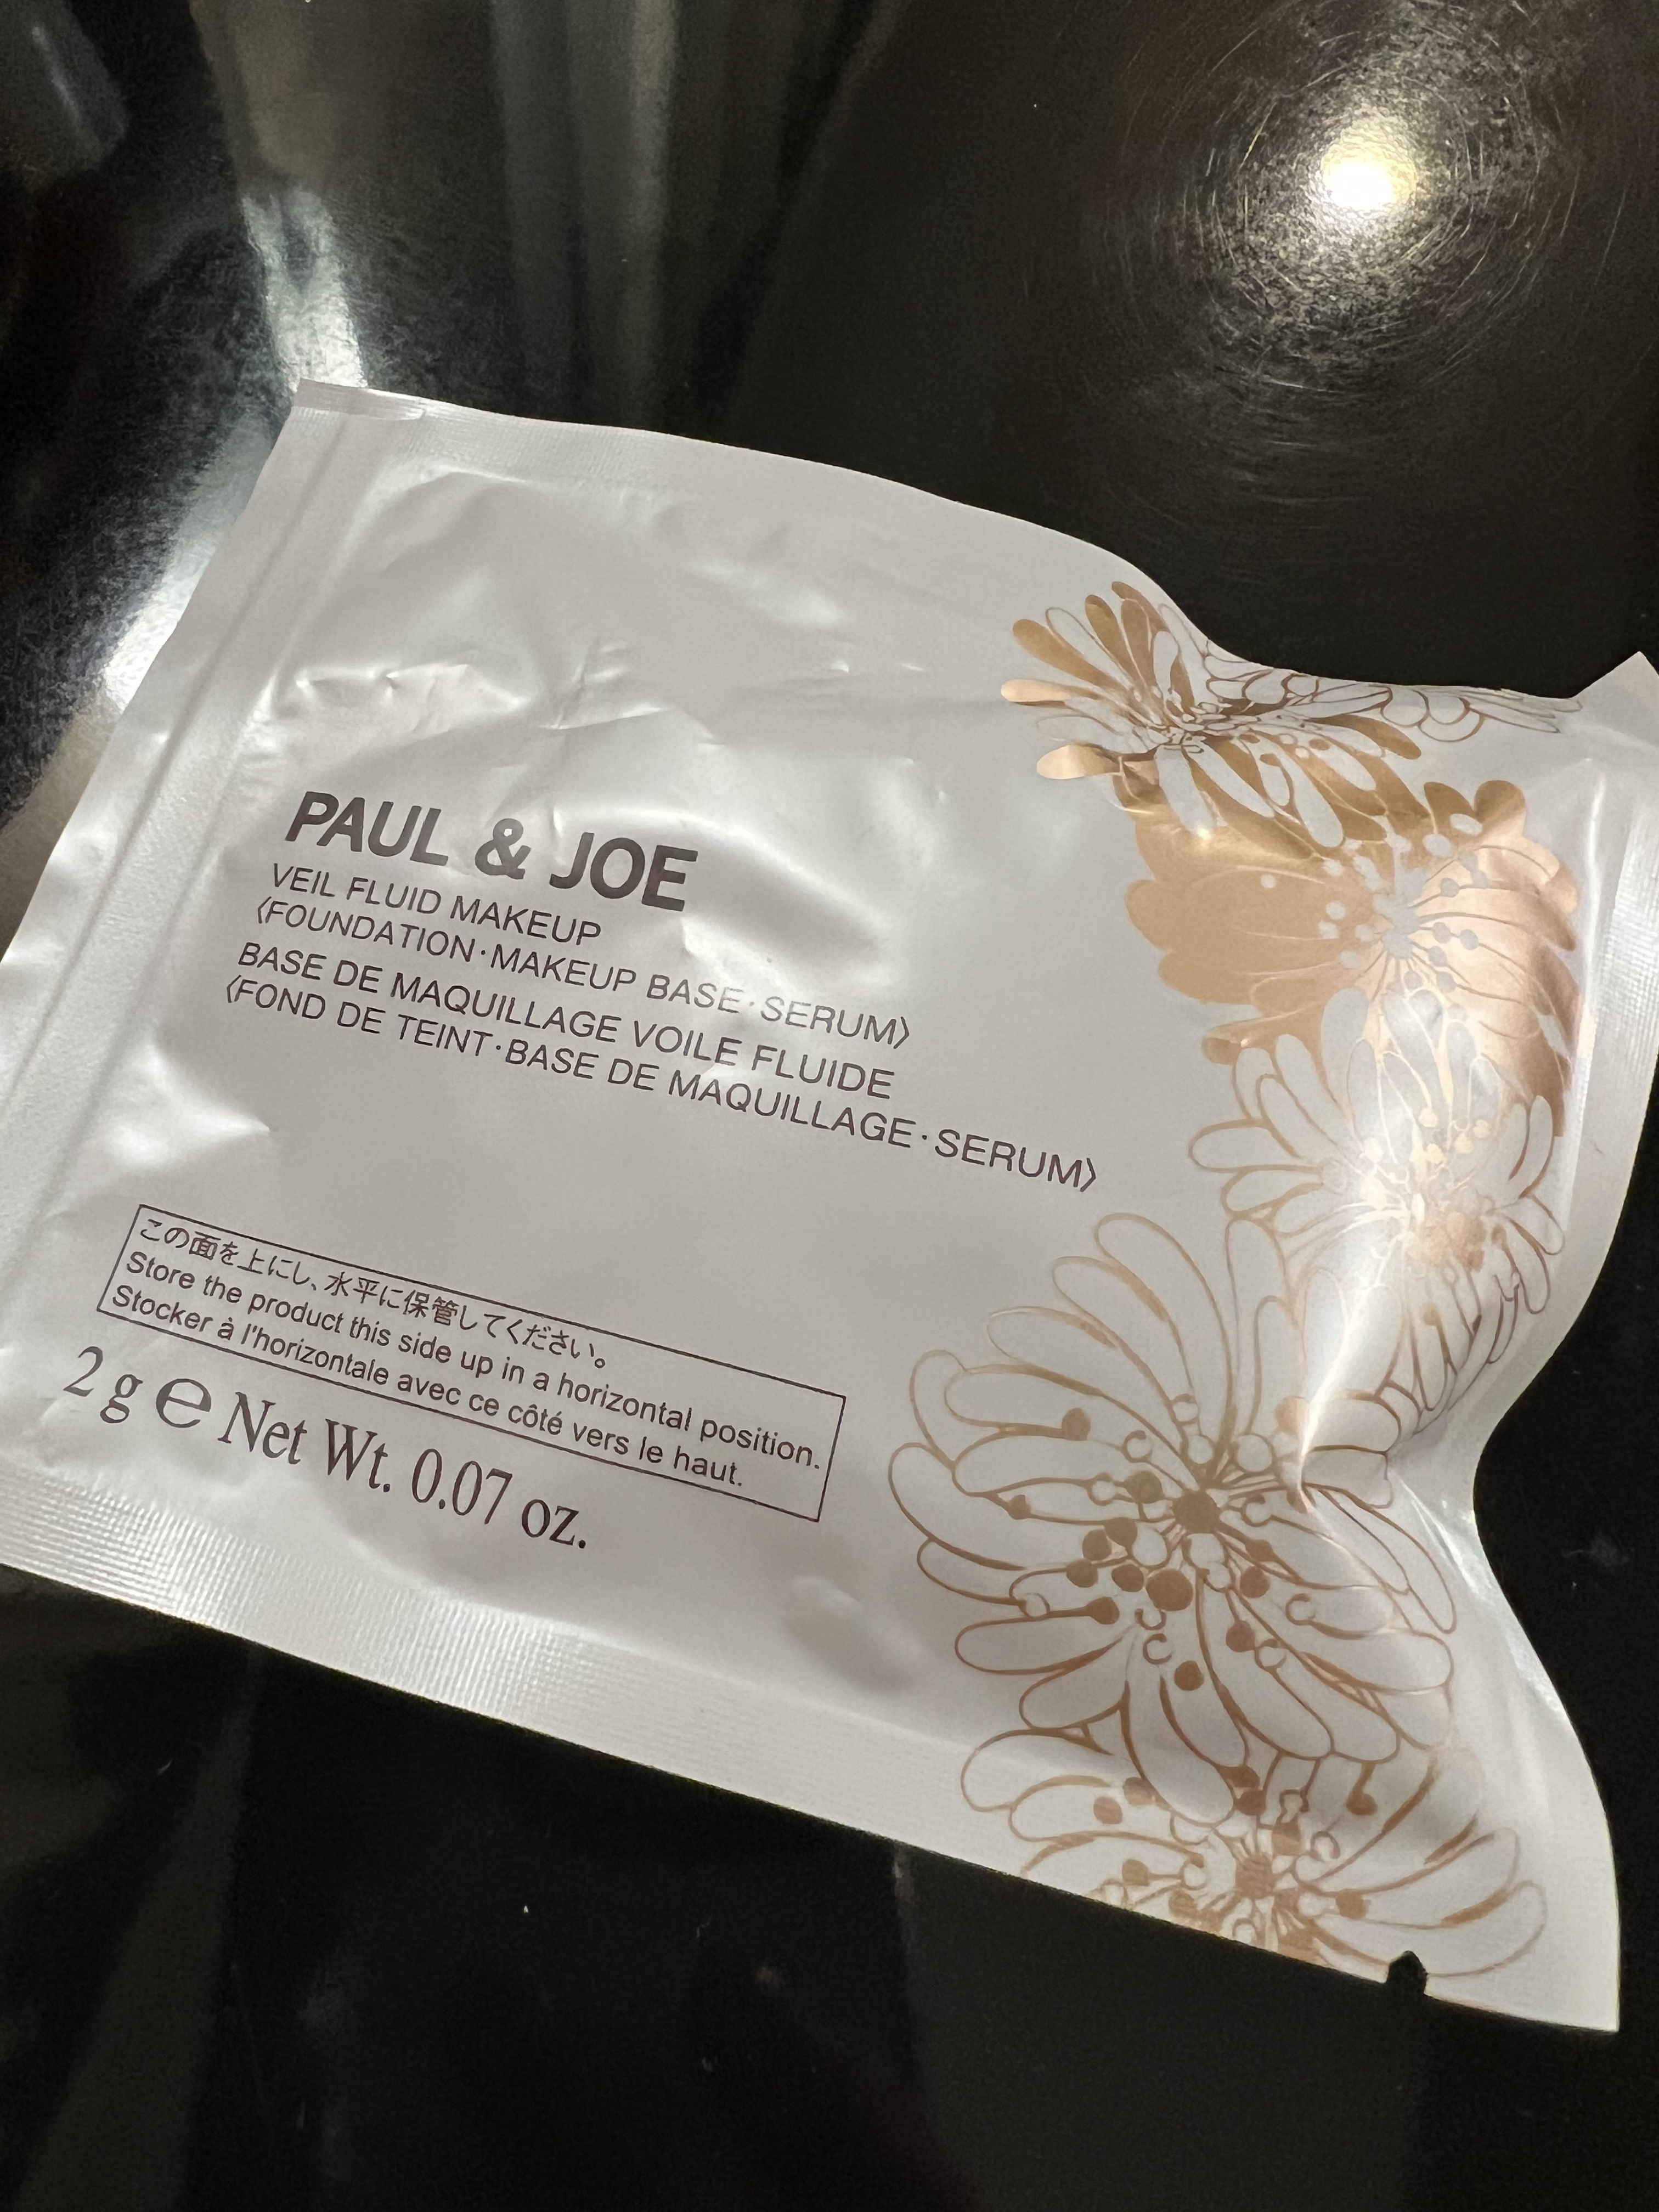 PAUL & JOE
VEIL FLUID MAKEUP
〈FOUNDATION·MAKEUP BASE·SERUM〉
BASE DE MAQUILLAGE VOILE FLUIDE
〈FOND DE TEINT·BASE DE MAQUILLAGE·SERUM〉
この面を上にし、水平に保管してください。
Store the product this side up in a horizontal position.
Stocker à l'horizontale avec ce côté vers le haut.
2 g ℮ Net Wt. 0.07 oz.